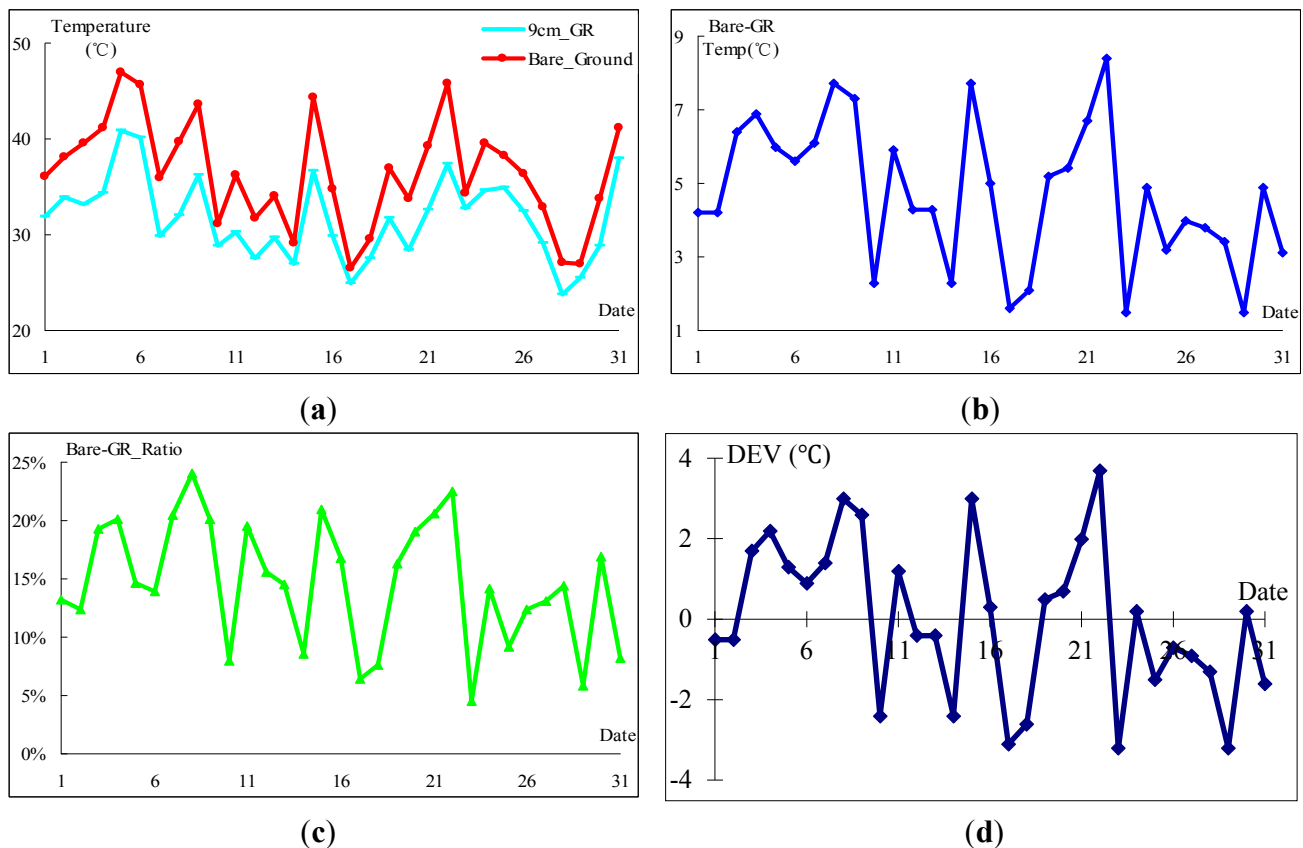 Temperature
(℃)
9cm_GR
Bare_Ground
50
40
30
20
Date
1 6 11 16 21 26 31
(a)
Bare-GR
Temp(℃)
9
7
5
3
1
Date
1 6 11 16 21 26 31
(b)
Bare-GR_Ratio
25%
20%
15%
10%
5%
0%
Date
1 6 11 16 21 26 31
(c)
DEV (℃)
4
2
0
-2
-4
Date
1 6 11 16 21 26 31
(d)